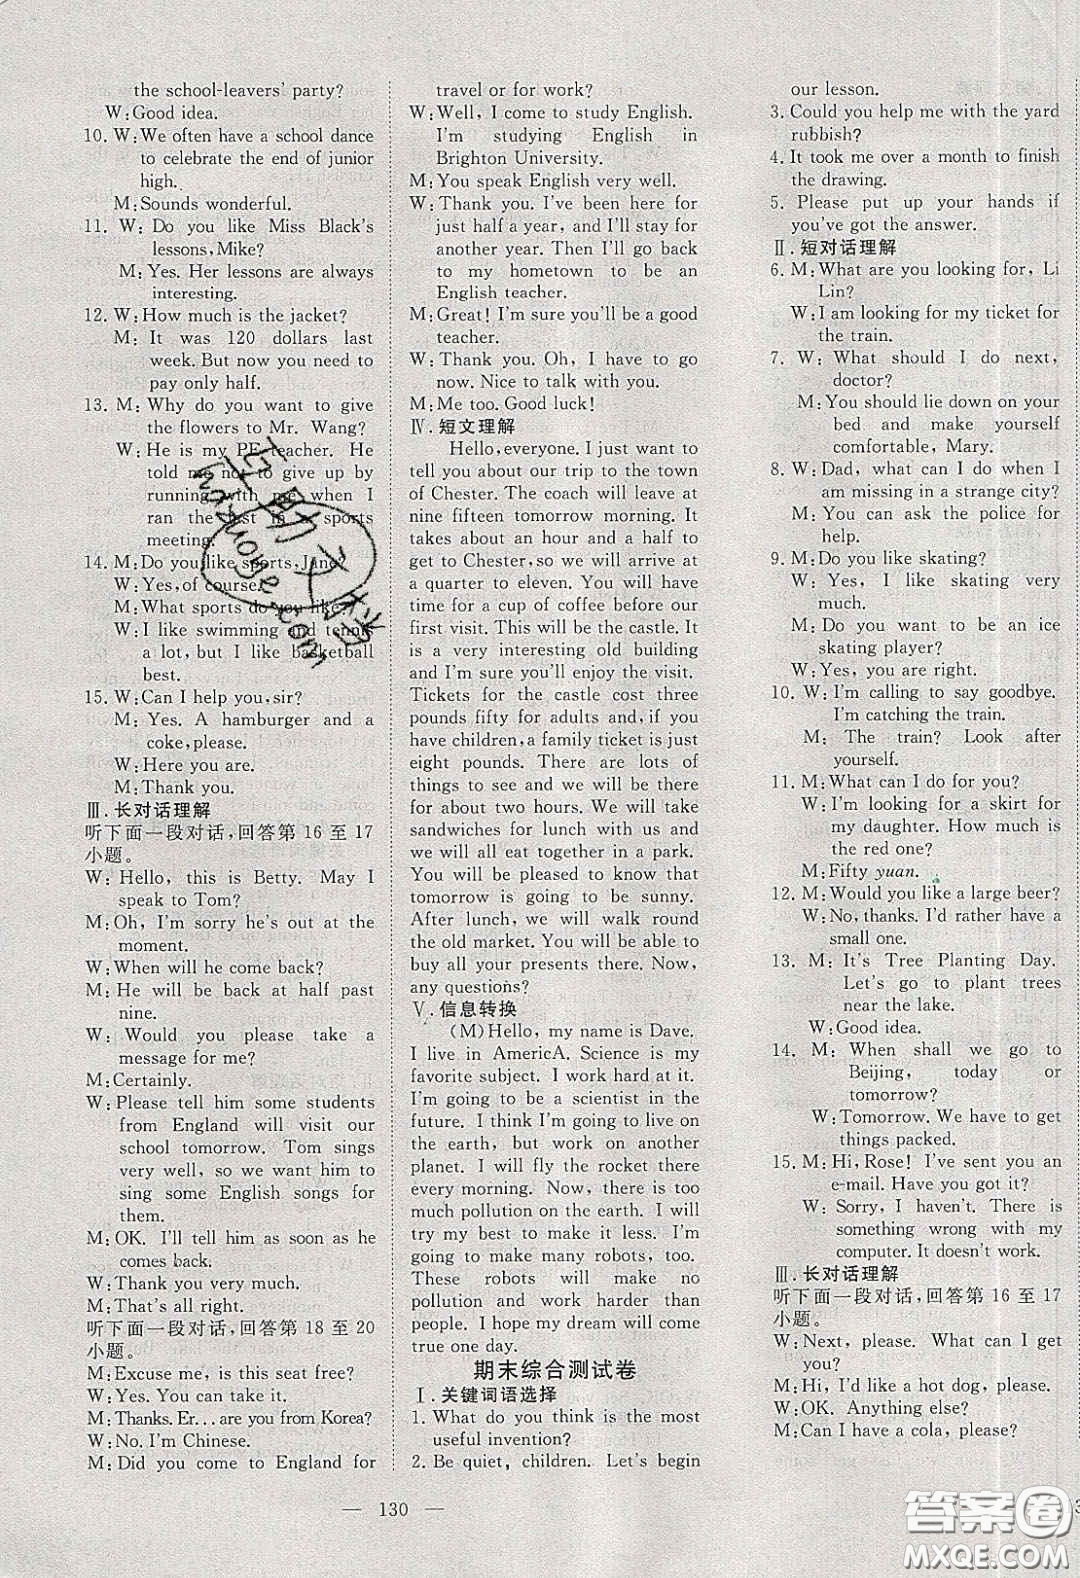 the school-leavers' party?
W: Good idea.
10. W: We often have a school dance
to celebrate the end of junior
high.
M: Sounds wonderful.
11. W: Do you like Miss Black's
lessons, Mike?
M: Yes. Her lessons are always
interesting.
12. W: How much is the jacket?
M: It was 120 dollars last
week. But now you need to
pay only half.
13. M: Why do you want to give
the flowers to Mr. Wang?
W: He is my PE teacher. He
told me not to give up by
running with me when I
ran the last in a sports
meeting.
14. M: Do you like sports, Jane?
W: Yes, of course.
M: What sports do you like?
W: I like swimming and tennis
a lot, but I like basketball
best.
15. W: Can I help you, sir?
M: Yes. A hamburger and a
coke, please.
W: Here you are.
M: Thank you.
Ⅲ. 长对话理解
听下面一段对话,回答第 16 至 17
小题。
W: Hello, this is Betty. May I
speak to Tom?
M: Oh, I'm sorry he's out at the
moment.
W: When will he come back?
M: He will be back at half past
nine.
W: Would you please take a
message for me?
M: Certainly.
W: Please tell him some students
from England will visit our
school tomorrow. Tom sings
very well, so we want him to
sing some English songs for
them.
M: OK. I'll tell him as soon as he
comes back.
W: Thank you very much.
M: That's all right.
听下面一段对话,回答第 18 至 20
小题。
M: Excuse me, is this seat free?
W: Yes. You can take it.
M: Thanks. Er... are you from Korea?
W: No. I'm Chinese.
M: Did you come to England for
travel or for work?
W: Well, I come to study English.
I'm studying English in
Brighton University.
M: You speak English very well.
W: Thank you. I've been here for
just half a year, and I'll stay for
another year. Then I'll go back
to my hometown to be an
English teacher.
M: Great! I'm sure you'll be a good
teacher.
W: Thank you. Oh, I have to go
now. Nice to talk with you.
M: Me too. Good luck!
Ⅳ. 短文理解
Hello, everyone. I just want to
tell you about our trip to the town
of Chester. The coach will leave at
nine fifteen tomorrow morning. It
takes about an hour and a half to
get to Chester, so we will arrive at
a quarter to eleven. You will have
time for a cup of coffee before our
first visit. This will be the castle. It
is a very interesting old building
and I'm sure you'll enjoy the visit.
Tickets for the castle cost three
pounds fifty for adults and, if you
have children, a family ticket is just
eight pounds. There are lots of
things to see and we will be there
for about two hours. We will take
sandwiches for lunch with us and
we will eat together in a park.
You will be pleased to know that
tomorrow is going to be sunny.
After lunch, we will walk round
the old market. You will be able to
buy all your presents there. Now,
any questions?
Ⅴ. 信息转换
(M)Hello, my name is Dave.
I live in AmericA. Science is my
favorite subject. I work hard at it.
I'm going to be a scientist in the
future. I think I'm going to live on
the earth, but work on another
planet. I will fly the rocket there
every morning. Now, there is too
much pollution on the earth. I will
try my best to make it less. I'm
going to make many robots, too.
These robots will make no
pollution and work harder than
people. I hope my dream will come
true one day.
期末综合测试卷
Ⅰ. 关键词语选择
1. What do you think is the most
useful invention?
2. Be quiet, children. Let's begin
our lesson.
3. Could you help me with the yard
rubbish?
4. It took me over a month to finish
the drawing.
5. Please put up your hands if
you've got the answer.
Ⅱ. 短对话理解
6. M: What are you looking for, Li
Lin?
W: I am looking for my ticket for
the train.
7. W: What should I do next,
doctor?
M: You should lie down on your
bed and make yourself
comfortable, Mary.
8. W: Dad, what can I do when I
am missing in a strange city?
M: You can ask the police for
help.
9. M: Do you like skating?
W: Yes, I like skating very
much.
M: Do you want to be an ice
skating player?
W: Yes, you are right.
10. W: I'm calling to say goodbye.
I'm catching the train.
M: The train? Look after
yourself.
11. M: What can I do for you?
W: I'm looking for a skirt for
my daughter. How much is
the red one?
M: Fifty yuan.
12. M: Would you like a large beer?
W: No, thanks. I'd rather have a
small one.
13. M: It's Tree Planting Day.
Let's go to plant trees
near the lake.
W: Good idea.
14. M: When shall we go to
Beijing, today or
tomorrow?
W: Tomorrow. We have to get
things packed.
15. M: Hi, Rose! I've sent you an
e-mail. Have you got it?
W: Sorry, I haven't. There is
something wrong with my
computer. It doesn't work.
Ⅲ. 长对话理解
听下面一段对话,回答第 16 至 17
小题。
W: Next, please. What can I get
you?
M: Hi, I'd like a hot dog, please.
W: OK. Anything else?
M: Can I have a cola, please?
— 130 —
答案圈
MXQE.COM